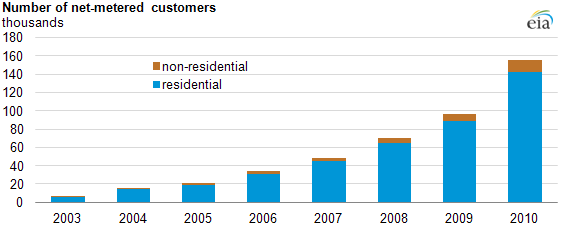 Number of net-metered customers
thousands
eia
180
160
140
120
100
80
60
40
20
0
non-residential
residential
2003 2004 2005 2006 2007 2008 2009 2010